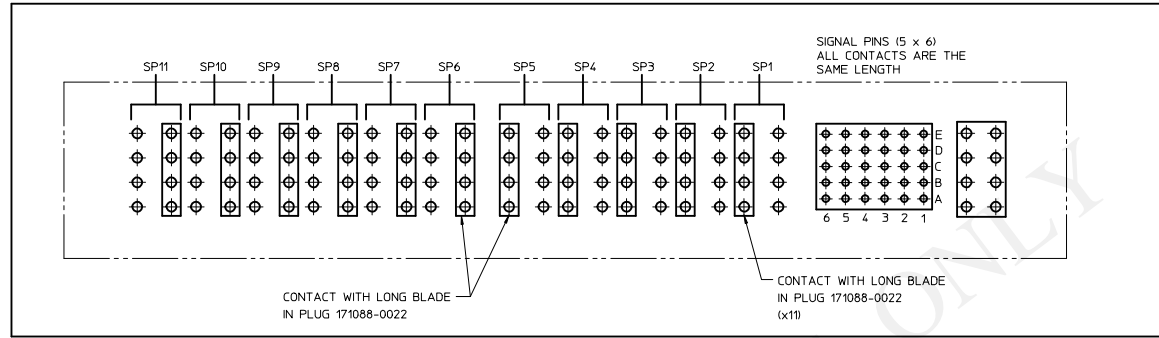 SIGNAL PINS (5 x 6)
ALL CONTACTS ARE THE
SAME LENGTH
SP11 SP10 SP9 SP8 SP7 SP6 SP5 SP4 SP3 SP2 SP1
E
D
C
B
A
6 5 4 3 2 1
CONTACT WITH LONG BLADE
IN PLUG 171088-0022
CONTACT WITH LONG BLADE
IN PLUG 171088-0022
(x11)
ONLY